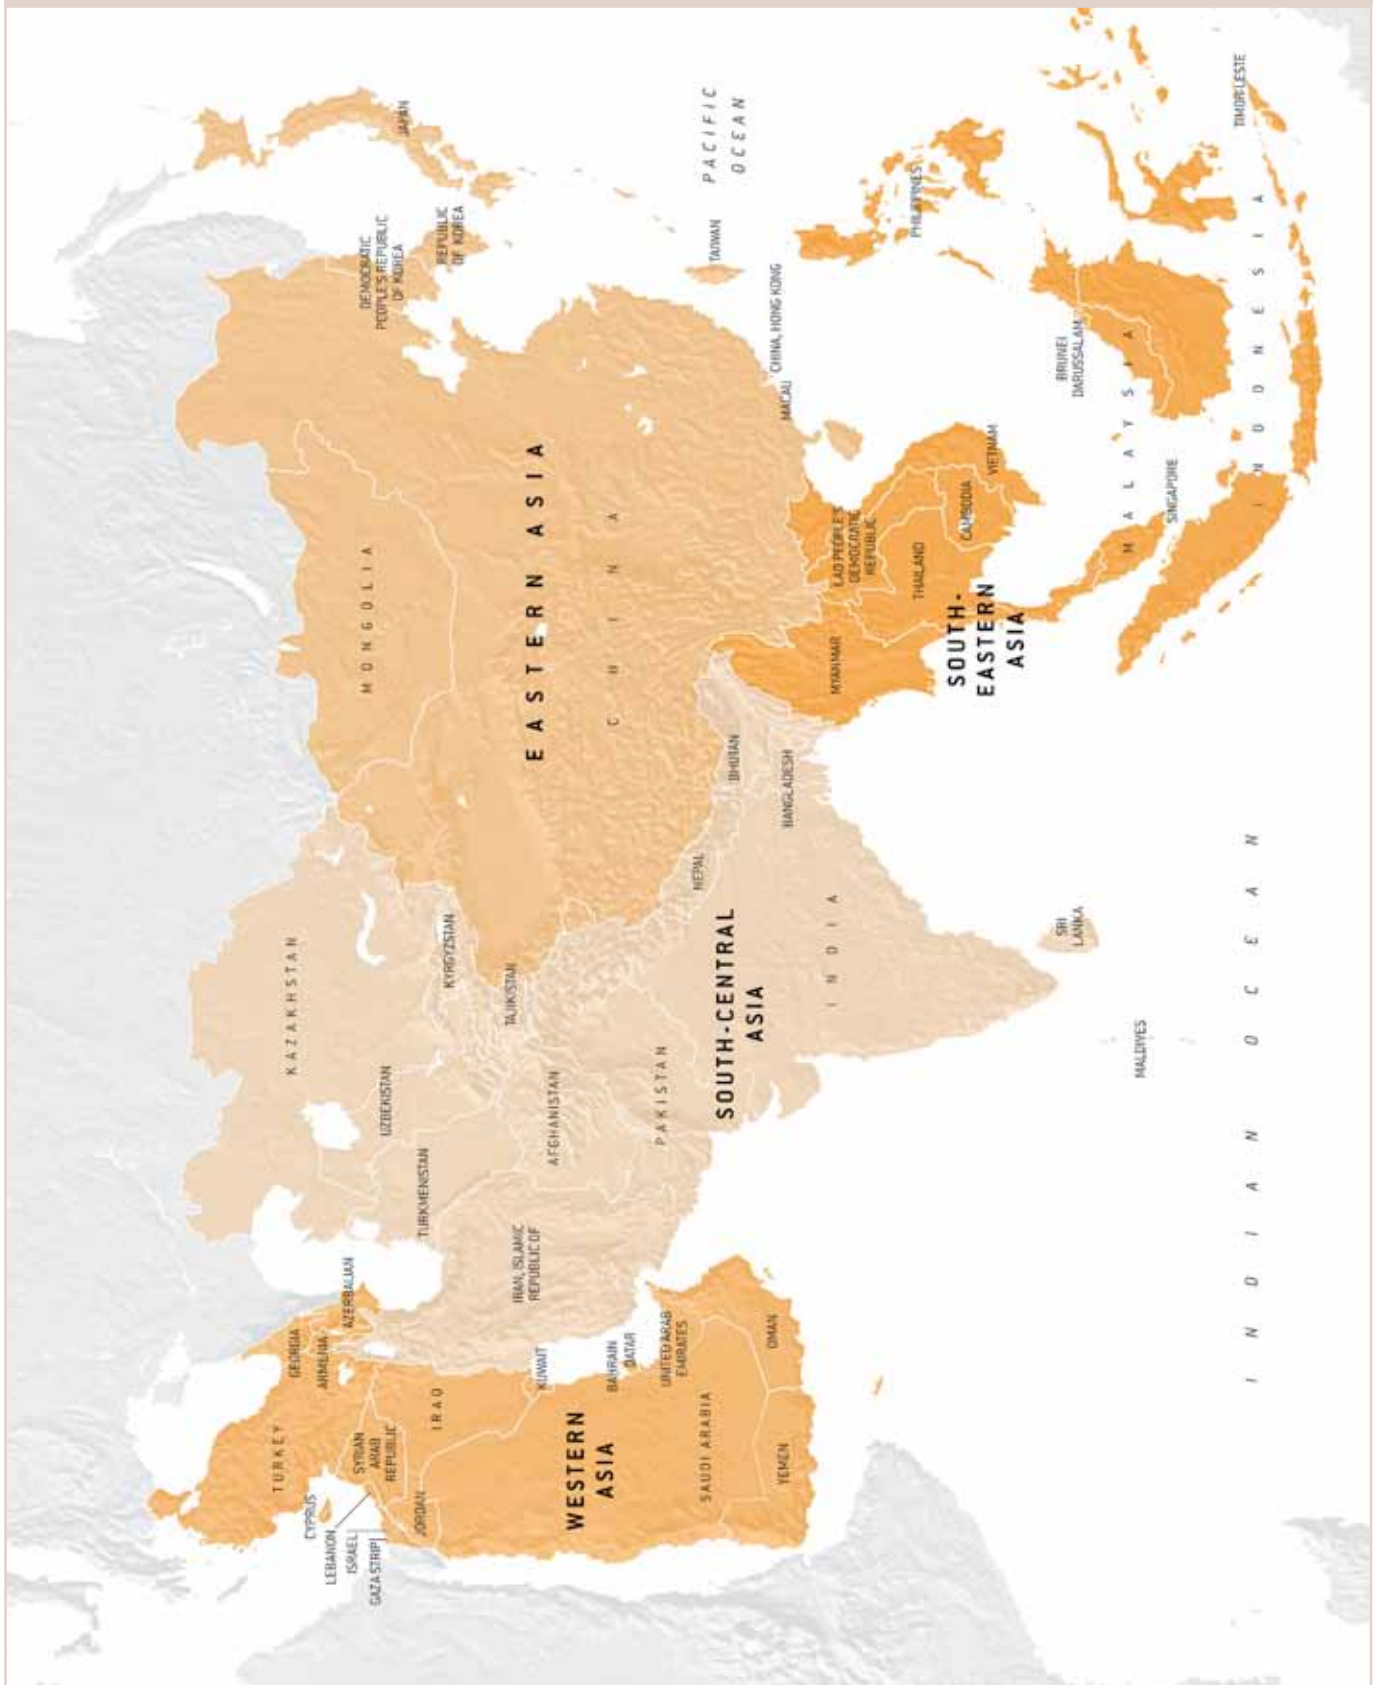 PACIFIC
OCEAN
JAPAN
DEMOCRATIC
PEOPLE'S REPUBLIC
OF KOREA
REPUBLIC
OF KOREA
TAIWAN
CHINA, HONG KONG
MACAU
MONGOLIA
EASTERN ASIA
CHINA
PHILIPPINES
TIMOR-LESTE
BRUNEI
DARUSSALAM
MALAYSIA
SINGAPORE
INDONESIA
VIETNAM
CAMBODIA
LAO PEOPLE'S
DEMOCRATIC
REPUBLIC
THAILAND
MYANMAR
SOUTH-
EASTERN
ASIA
BHUTAN
BANGLADESH
NEPAL
INDIA
SRI
LANKA
MALDIVES
SOUTH-CENTRAL
ASIA
KAZAKHSTAN
KYRGYZSTAN
TAJIKISTAN
UZBEKISTAN
TURKMENISTAN
AFGHANISTAN
PAKISTAN
IRAN, ISLAMIC
REPUBLIC OF
INDIAN OCEAN
GEORGIA
ARMENIA
AZERBAIJAN
TURKEY
SYRIAN
ARAB
REPUBLIC
IRAQ
KUWAIT
BAHRAIN
QATAR
UNITED ARAB
EMIRATES
OMAN
YEMEN
SAUDI ARABIA
WESTERN
ASIA
JORDAN
CYPRUS
LEBANON
ISRAEL
GAZA STRIP